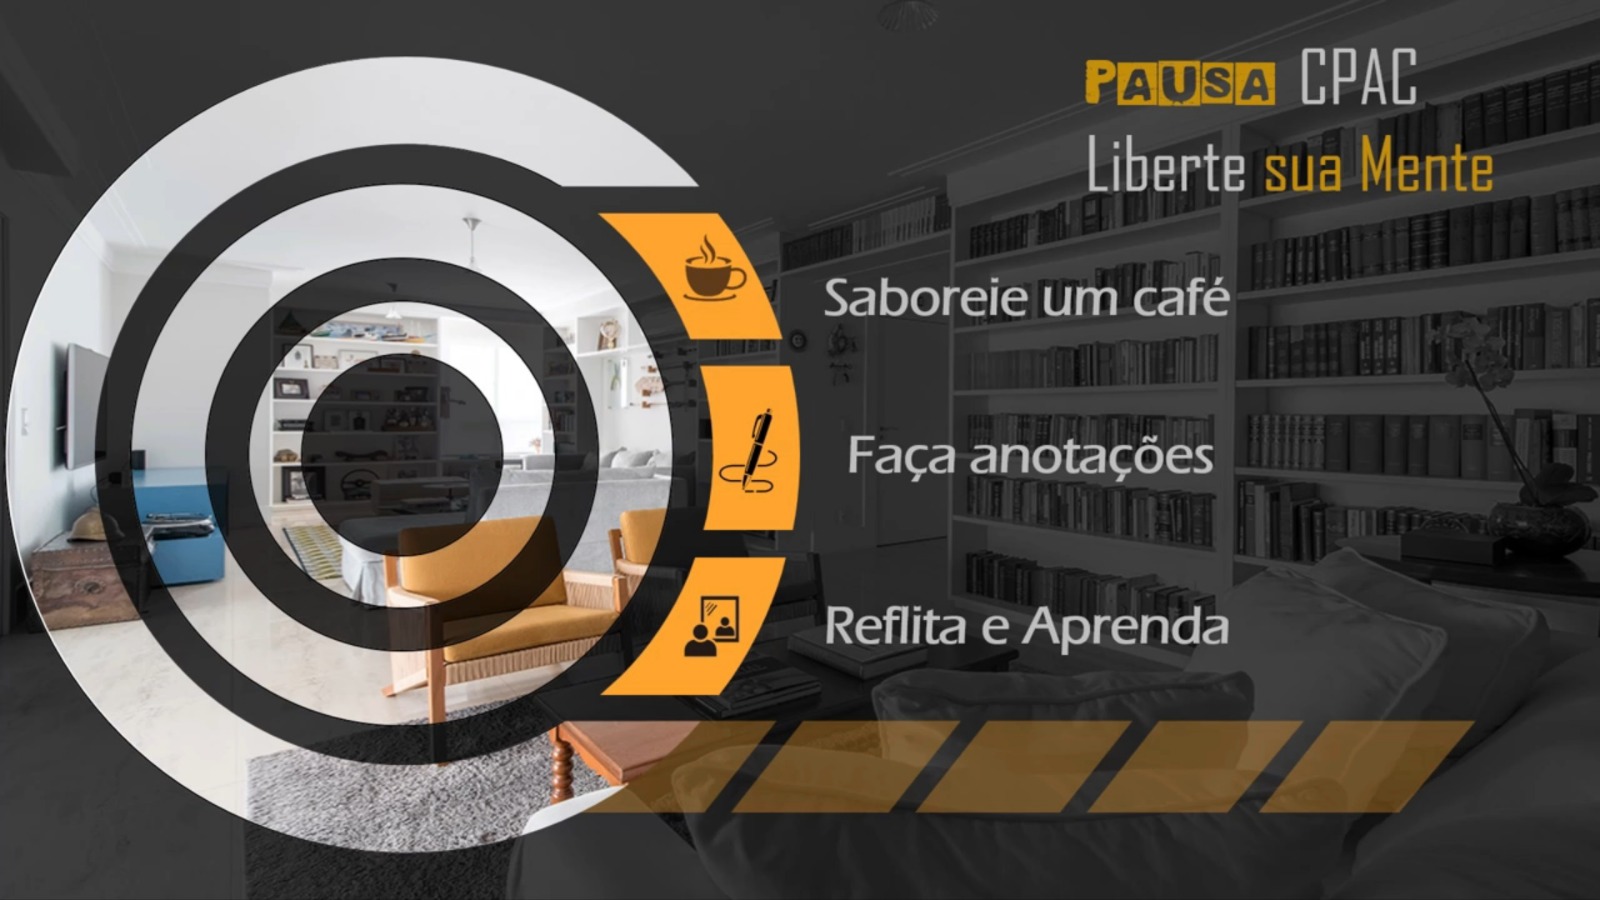 PAUSA CPAC
Liberte sua Mente
Saboreie um café
Faça anotações
Reflita e Aprenda